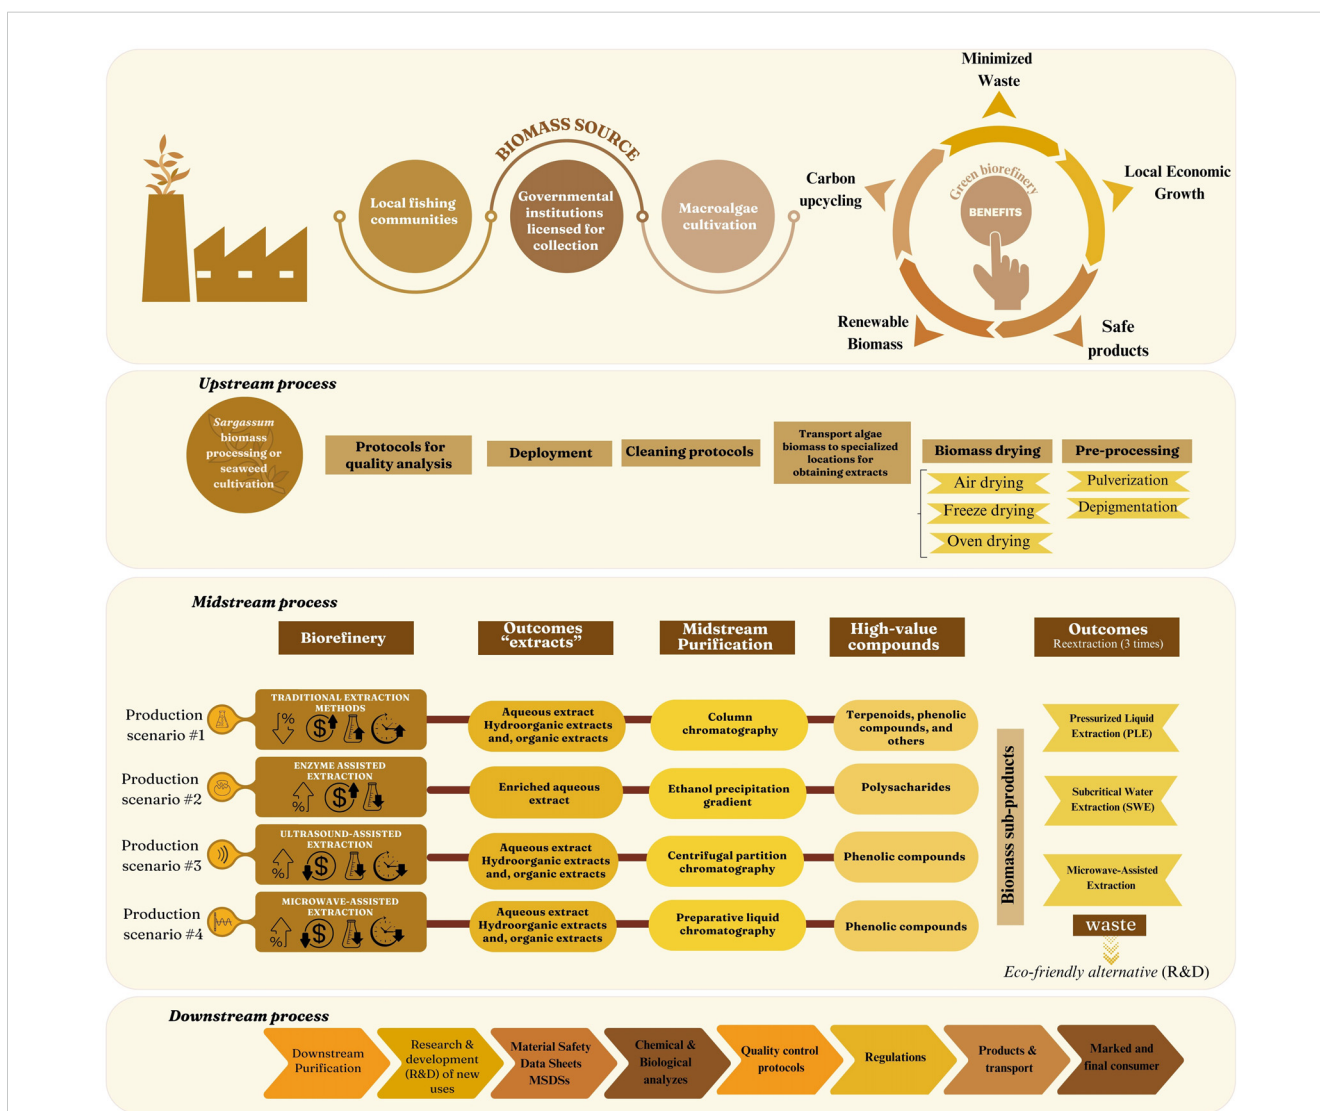 BIOMASS SOURCE
Local fishing
communities
Governmental
institutions
licensed for
collection
Macroalgae
cultivation
Minimized
Waste
Carbon
upcycling
Local Economic
Growth
Green biorefinery
BENEFITS
Renewable
Biomass
Safe
products
Upstream process
Sargassum
biomass
processing or
seaweed
cultivation
Protocols for
quality analysis
Deployment
Cleaning protocols
Transport algae
biomass to specialized
locations for
obtaining extracts
Biomass drying
Air drying
Freeze drying
Oven drying
Pre-processing
Pulverization
Depigmentation
Midstream process
Biorefinery
Outcomes
“extracts”
Midstream
Purification
High-value
compounds
Outcomes
Reextraction (3 times)
Production
scenario #1
TRADITIONAL EXTRACTION
METHODS
%
$
Aqueous extract
Hydroorganic extracts
and, organic extracts
Column
chromatography
Terpenoids, phenolic
compounds, and
others
Production
scenario #2
ENZYME ASSISTED
EXTRACTION
%
$
Enriched aqueous
extract
Ethanol precipitation
gradient
Polysacharides
Production
scenario #3
ULTRASOUND-ASSISTED
EXTRACTION
%
$
Aqueous extract
Hydroorganic extracts
and, organic extracts
Centrifugal partition
chromatography
Phenolic compounds
Production
scenario #4
MICROWAVE-ASSISTED
EXTRACTION
%
$
Aqueous extract
Hydroorganic extracts
and, organic extracts
Preparative liquid
chromatography
Phenolic compounds
Biomass sub-products
Pressurized Liquid
Extraction (PLE)
Subcritical Water
Extraction (SWE)
Microwave-Assisted
Extraction
waste
Eco-friendly alternative (R&D)
Downstream process
Downstream
Purification
Research &
development
(R&D) of new
uses
Material Safety
Data Sheets
MSDSs
Chemical &
Biological
analyzes
Quality control
protocols
Regulations
Products &
transport
Marked and
final consumer